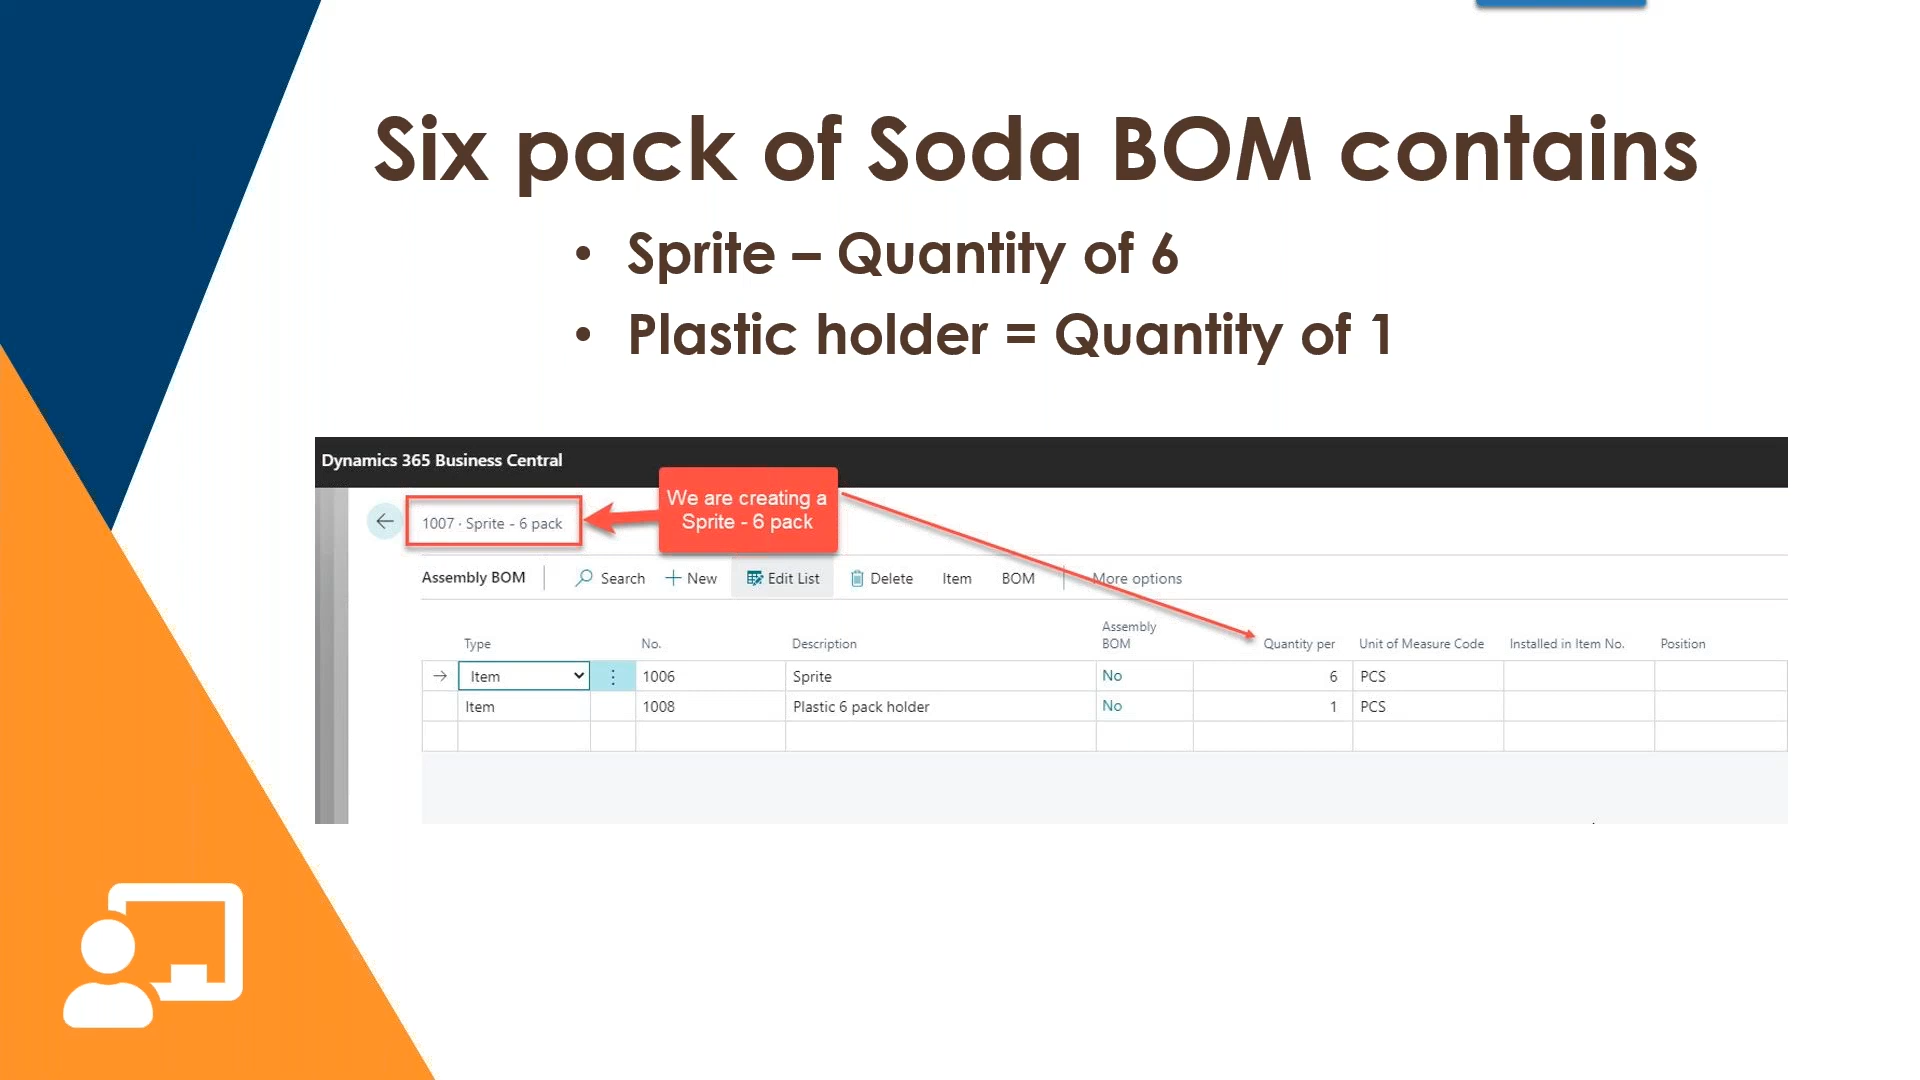 Six pack of Soda BOM contains
• Sprite – Quantity of 6
• Plastic holder = Quantity of 1
Dynamics 365 Business Central
We are creating a
Sprite - 6 pack
1007 · Sprite - 6 pack
Assembly BOM Search New Edit List Delete Item BOM More options
Type No. Description Assembly BOM Quantity per Unit of Measure Code Installed in Item No. Position
Item 1006 Sprite No 6 PCS
Item 1008 Plastic 6 pack holder No 1 PCS